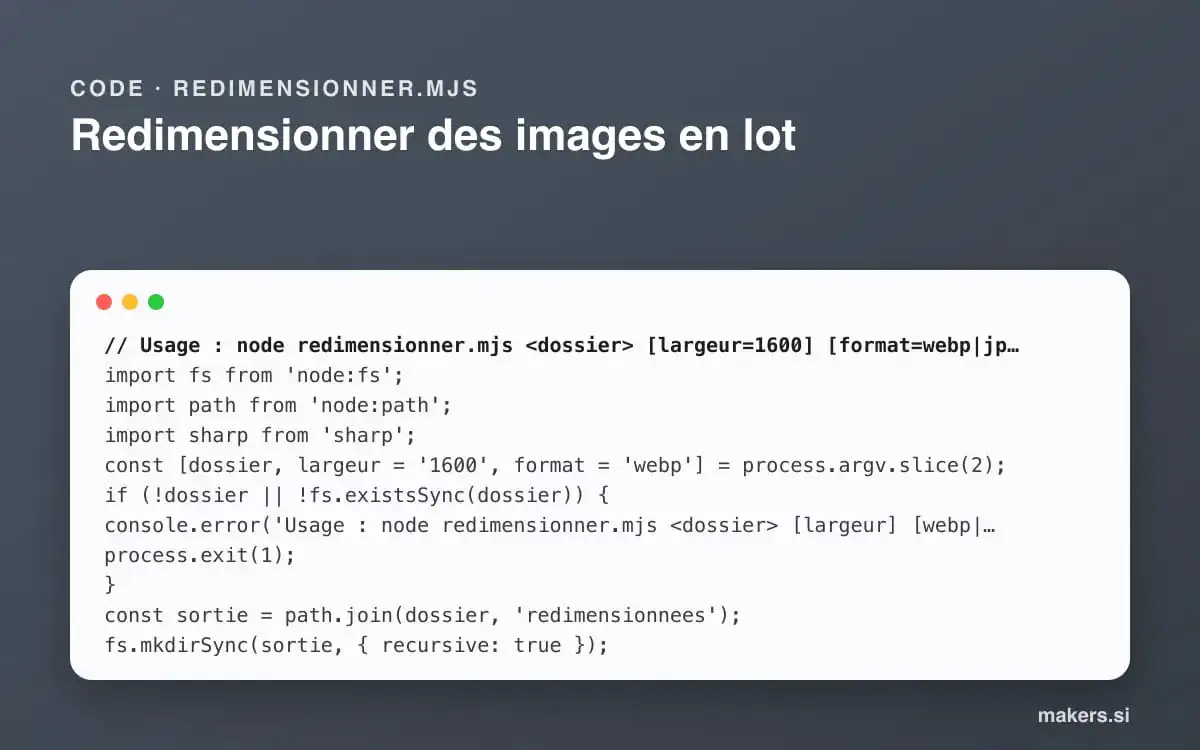 CODE · REDIMENSIONNER.MJS
Redimensionner des images en lot
// Usage : node redimensionner.mjs <dossier> [largeur=1600] [format=webp|jp…
import fs from 'node:fs';
import path from 'node:path';
import sharp from 'sharp';
const [dossier, largeur = '1600', format = 'webp'] = process.argv.slice(2);
if (!dossier || !fs.existsSync(dossier)) {
console.error('Usage : node redimensionner.mjs <dossier> [largeur] [webp|…
process.exit(1);
}
const sortie = path.join(dossier, 'redimensionnees');
fs.mkdirSync(sortie, { recursive: true });
makers.si